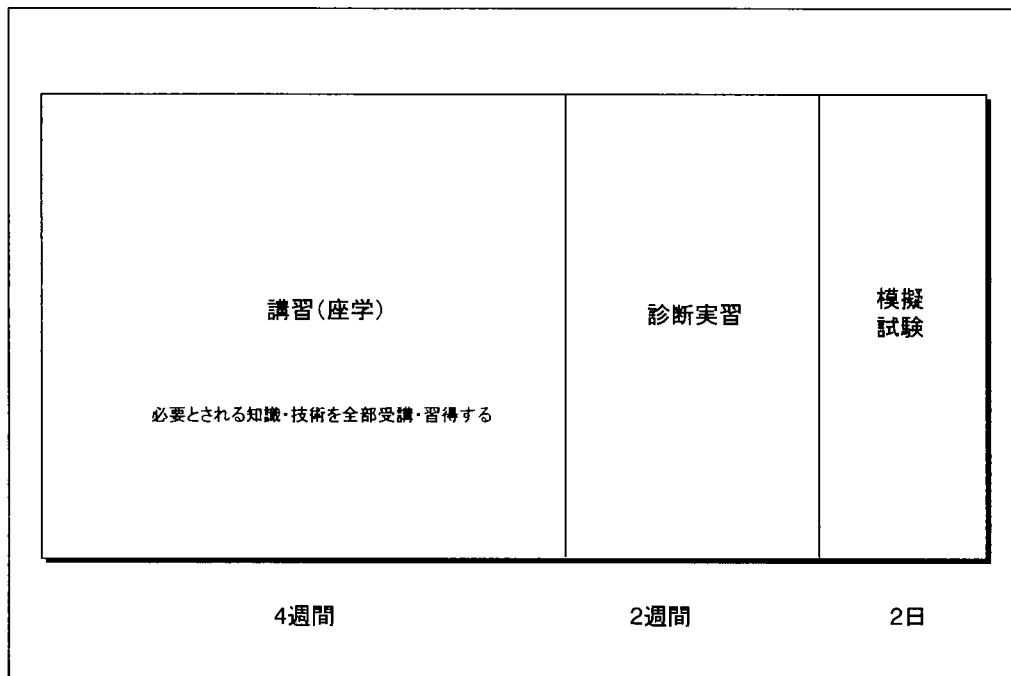 講習(座学)
必要とされる知識・技術を全部受講・習得する
診断実習
模擬
試験
4週間
2週間
2日